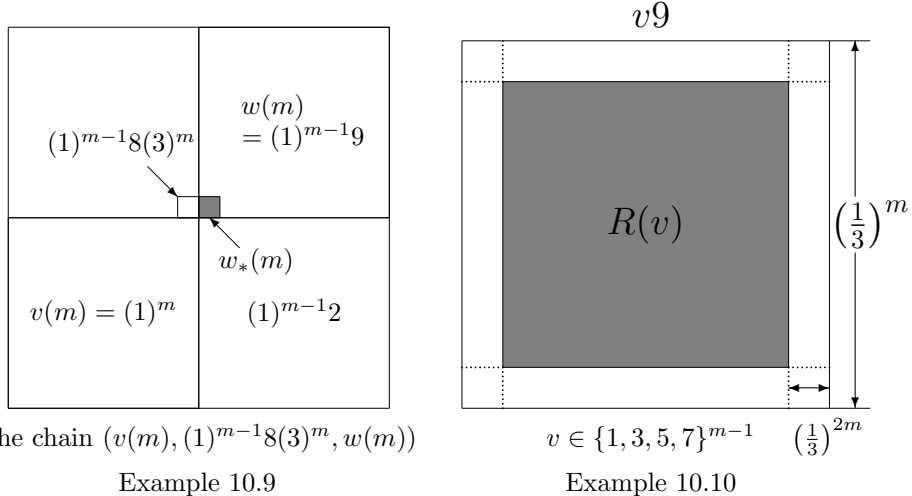 w(m)
= (1)^{m−1}9
(1)^{m−1}8(3)^m
w_*(m)
v(m) = (1)^m
(1)^{m−1}2
chain (v(m), (1)^{m−1}8(3)^m, w(m))
Example 10.9
v9
R(v)
(1/3)^m
v ∈ {1, 3, 5, 7}^{m−1}
(1/3)^{2m}
Example 10.10